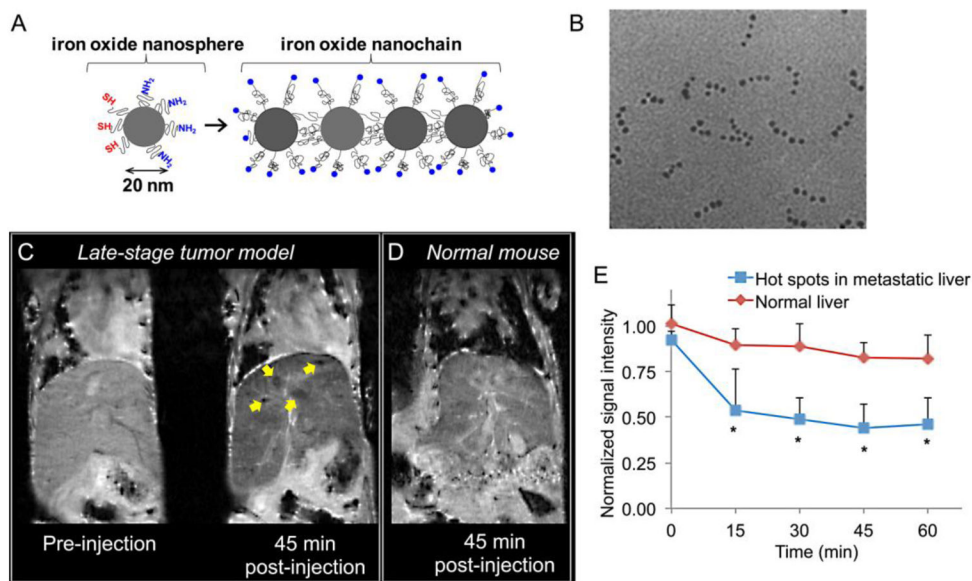 A
iron oxide nanosphere
iron oxide nanochain
SH
SH
SH
NH2
NH2
NH2
NH2
20 nm
B
C
Late-stage tumor model
Pre-injection
45 min
post-injection
D
Normal mouse
45 min
post-injection
E
Hot spots in metastatic liver
Normal liver
Normalized signal intensity
1.00
0.75
0.50
0.25
0.00
*
*
*
*
0
15
30
45
60
Time (min)